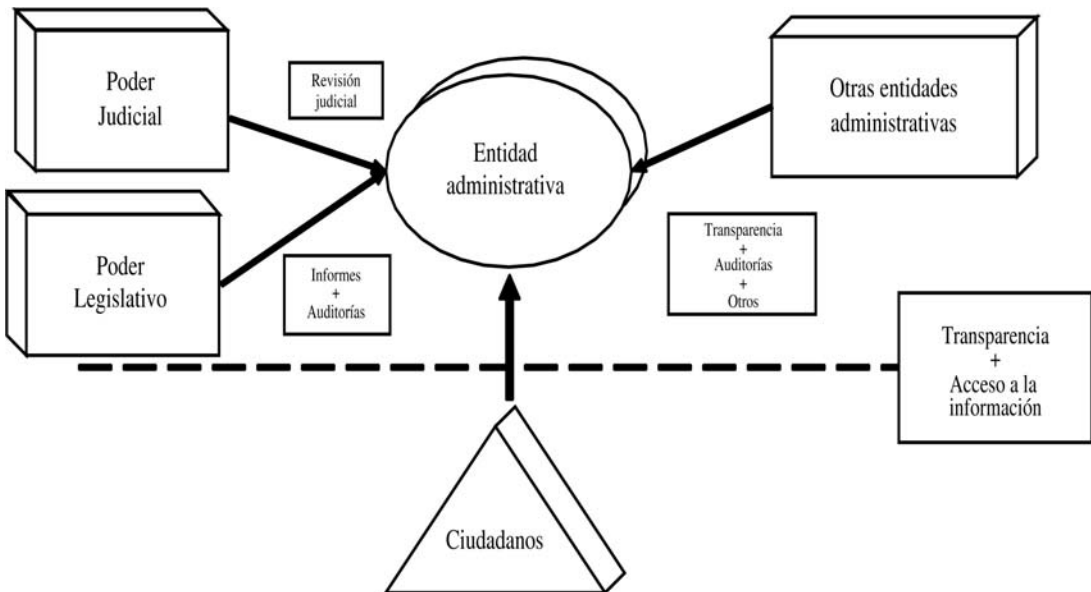 Poder
Judicial
Revisión
judicial
Entidad
administrativa
Otras entidades
administrativas
Poder
Legislativo
Informes
+
Auditorías
Transparencia
+
Auditorías
+
Otros
Transparencia
+
Acceso a la
información
Ciudadanos